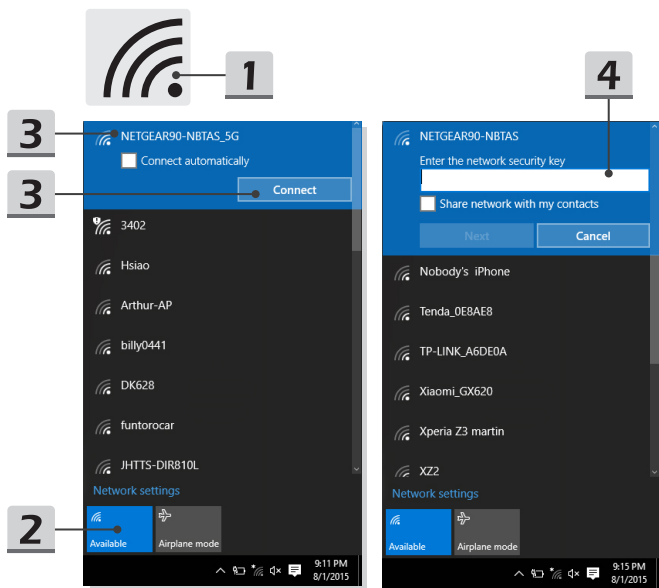 1
3
NETGEAR90-NBTAS_5G
Connect automatically
3
Connect
3402
Hsiao
Arthur-AP
billy0441
DK628
funtorocar
JHTTS-DIR810L
Network settings
2
Available
Airplane mode
9:11 PM
8/1/2015
4
NETGEAR90-NBTAS
Enter the network security key
Share network with my contacts
Next
Cancel
Nobody's iPhone
Tenda_0E8AE8
TP-LINK_A6DE0A
Xiaomi_GX620
Xperia Z3 martin
XZ2
Network settings
Available
Airplane mode
9:15 PM
8/1/2015